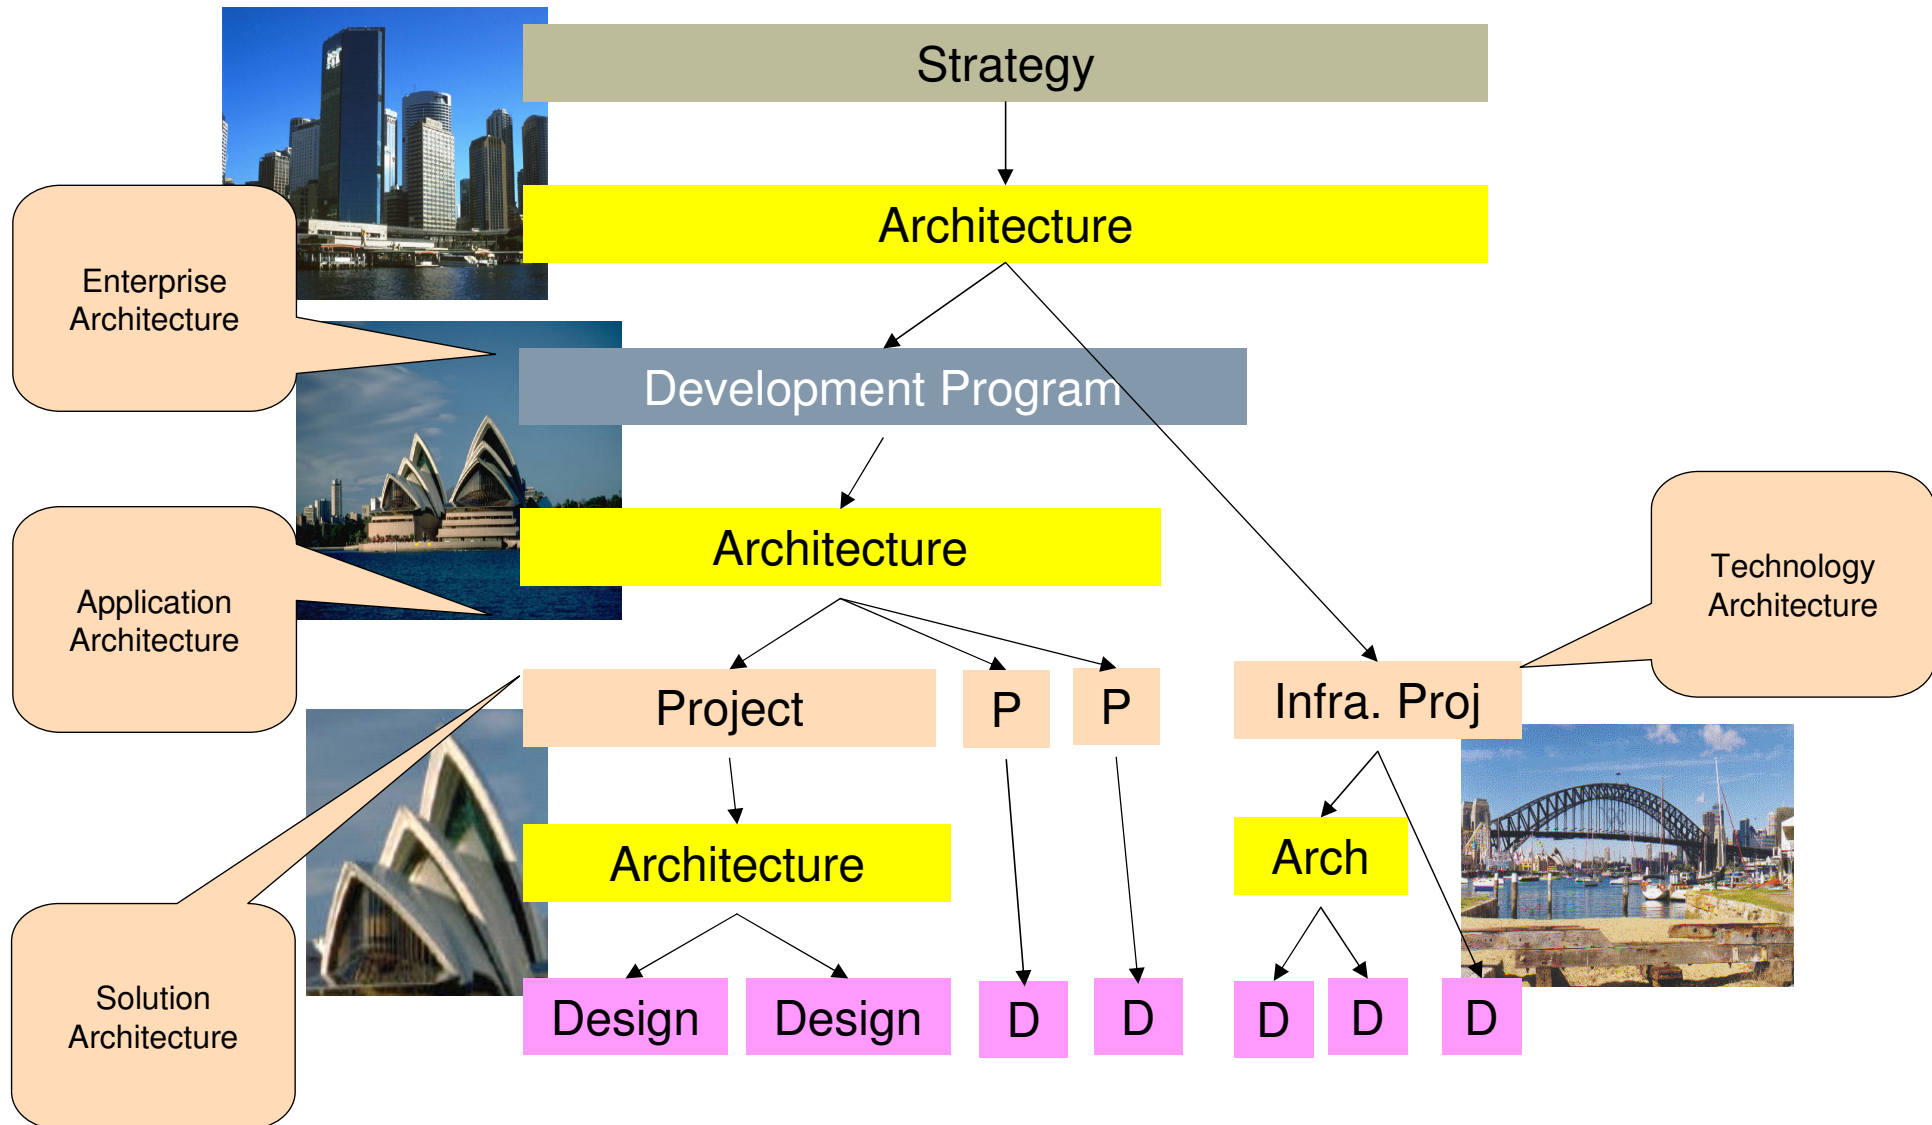 Strategy
Architecture
Enterprise
Architecture
Development Program
Architecture
Application
Architecture
Technology
Architecture
Project
P
P
Infra. Proj
Architecture
Arch
Solution
Architecture
Design
Design
D
D
D
D
D